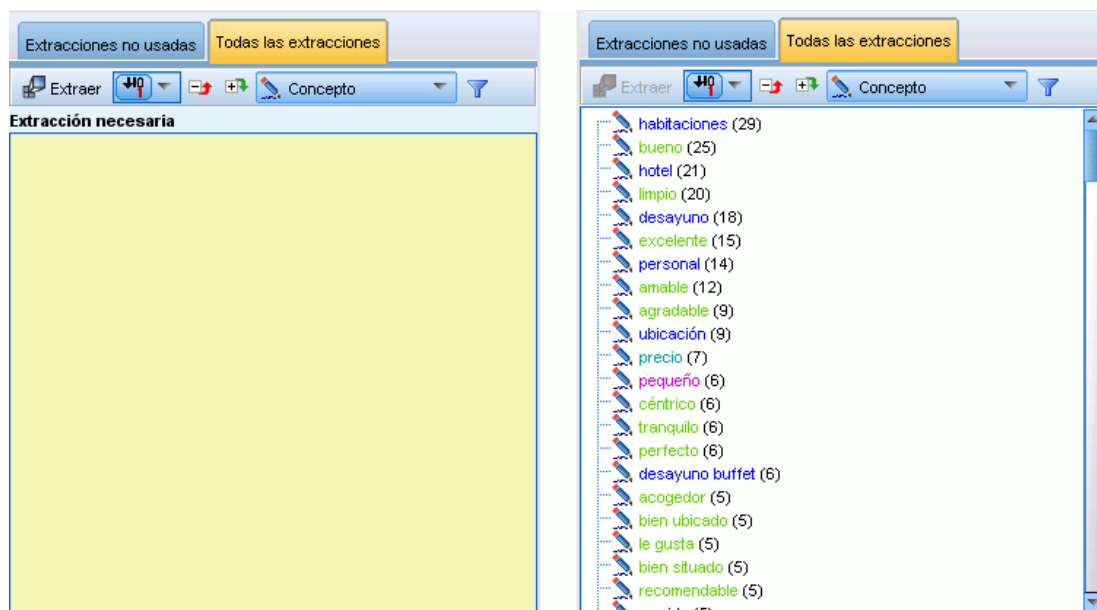 Extracciones no usadas
Todas las extracciones
Extraer
Concepto
Extracción necesaria
Extracciones no usadas
Todas las extracciones
Extraer
Concepto
habitaciones (29)
bueno (25)
hotel (21)
limpio (20)
desayuno (18)
excelente (15)
personal (14)
amable (12)
agradable (9)
ubicación (9)
precio (7)
pequeño (6)
céntrico (6)
tranquilo (6)
perfecto (6)
desayuno buffet (6)
acogedor (5)
bien ubicado (5)
le gusta (5)
bien situado (5)
recomendable (5)